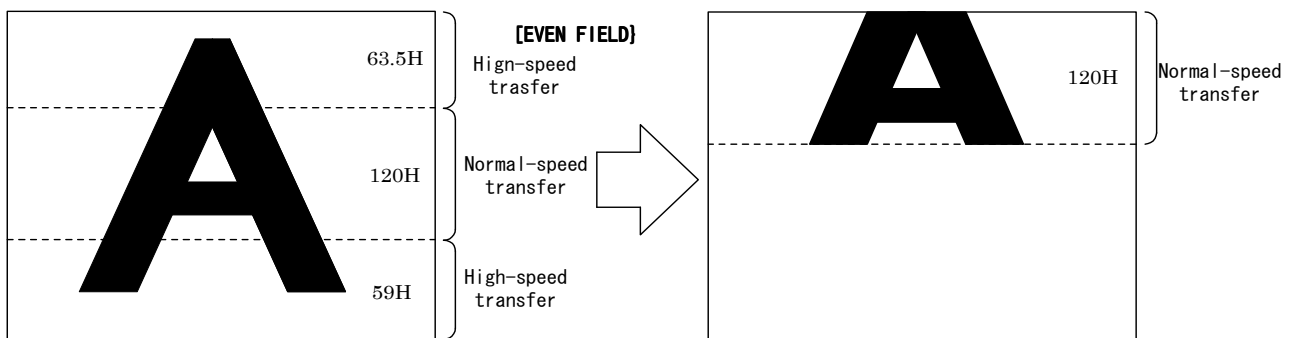 63.5H
Hign-speed
trasfer
120H
Normal-speed
transfer
59H
High-speed
transfer
[EVEN FIELD}
120H
Normal-speed
transfer